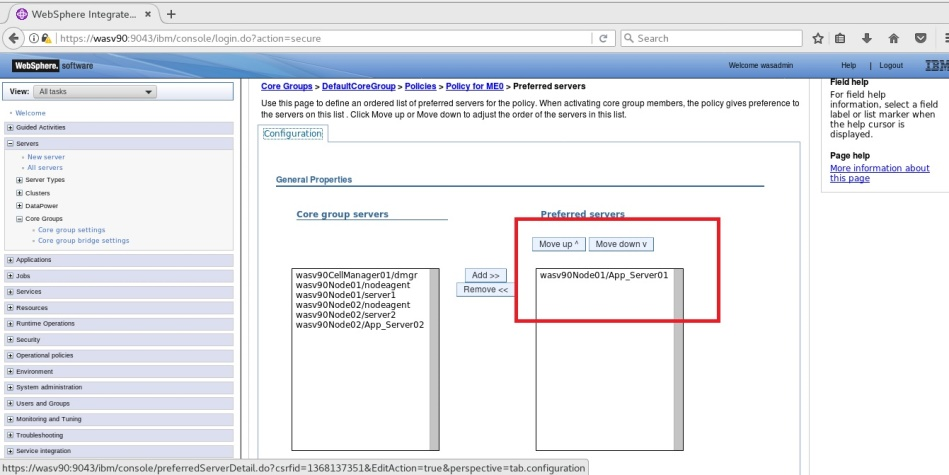 WebSphere Integrate... × +
https://wasv90:9043/ibm/console/login.do?action=secure
Search
WebSphere. software
Welcome wasadmin
Help | Logout
IBM
View: All tasks
Welcome
Guided Activities
Servers
New server
All servers
Server Types
Clusters
DataPower
Core Groups
Core group settings
Core group bridge settings
Applications
Jobs
Services
Resources
Runtime Operations
Security
Operational policies
Environment
System administration
Users and Groups
Monitoring and Tuning
Troubleshooting
Service integration
Core Groups > DefaultCoreGroup > Policies > Policy for ME0 > Preferred servers
Use this page to define an ordered list of preferred servers for the policy. When activating core group members, the policy gives preference to
the servers on this list . Click Move up or Move down to adjust the order of the servers in this list.
Configuration
General Properties
Core group servers
wasv90CellManager01/dmgr
wasv90Node01/nodeagent
wasv90Node01/server1
wasv90Node02/nodeagent
wasv90Node02/server2
wasv90Node02/App_Server02
Add >>
Remove <<
Preferred servers
Move up ^ Move down v
wasv90Node01/App_Server01
Field help
For field help
information, select a field
label or list marker when
the help cursor is
displayed.
Page help
More information about
this page
https://wasv90:9043/ibm/console/preferredServerDetail.do?csrfid=1368137351&EditAction=true&perspective=tab.configuration